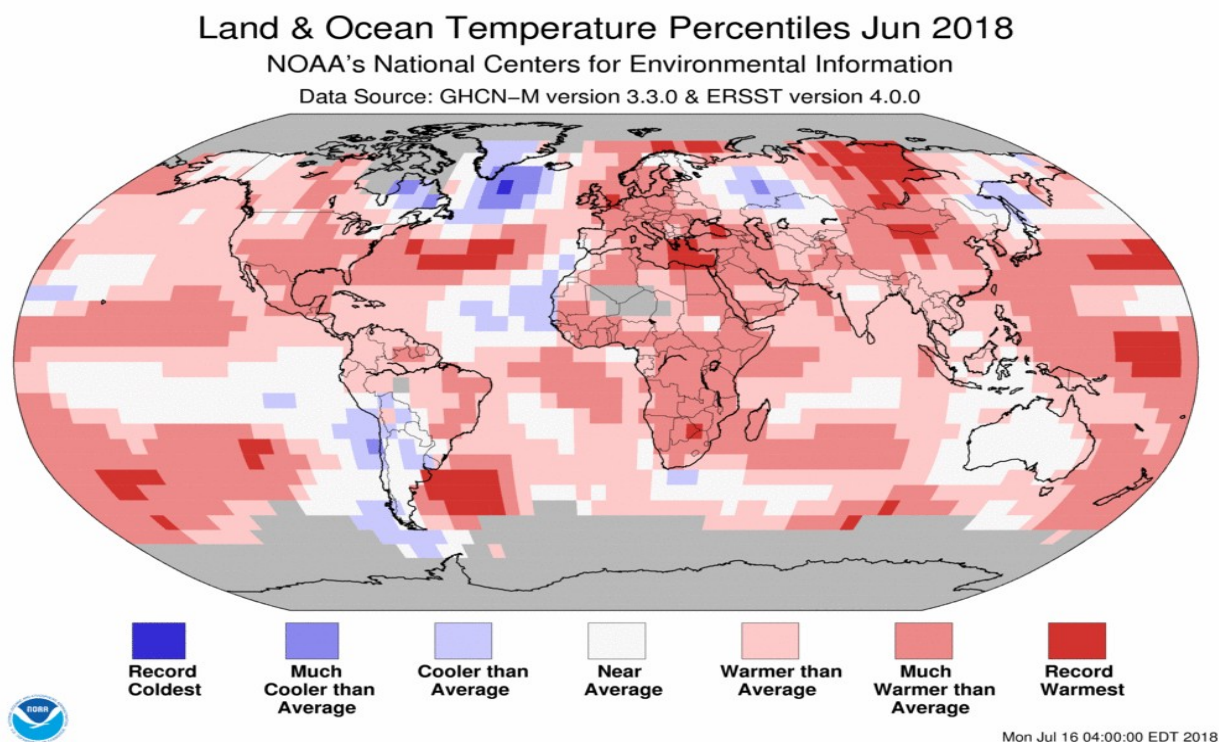 Land & Ocean Temperature Percentiles Jun 2018
NOAA's National Centers for Environmental Information
Data Source: GHCN−M version 3.3.0 & ERSST version 4.0.0
Record
Coldest
Much
Cooler than
Average
Cooler than
Average
Near
Average
Warmer than
Average
Much
Warmer than
Average
Record
Warmest
NOAA
Mon Jul 16 04:00:00 EDT 2018